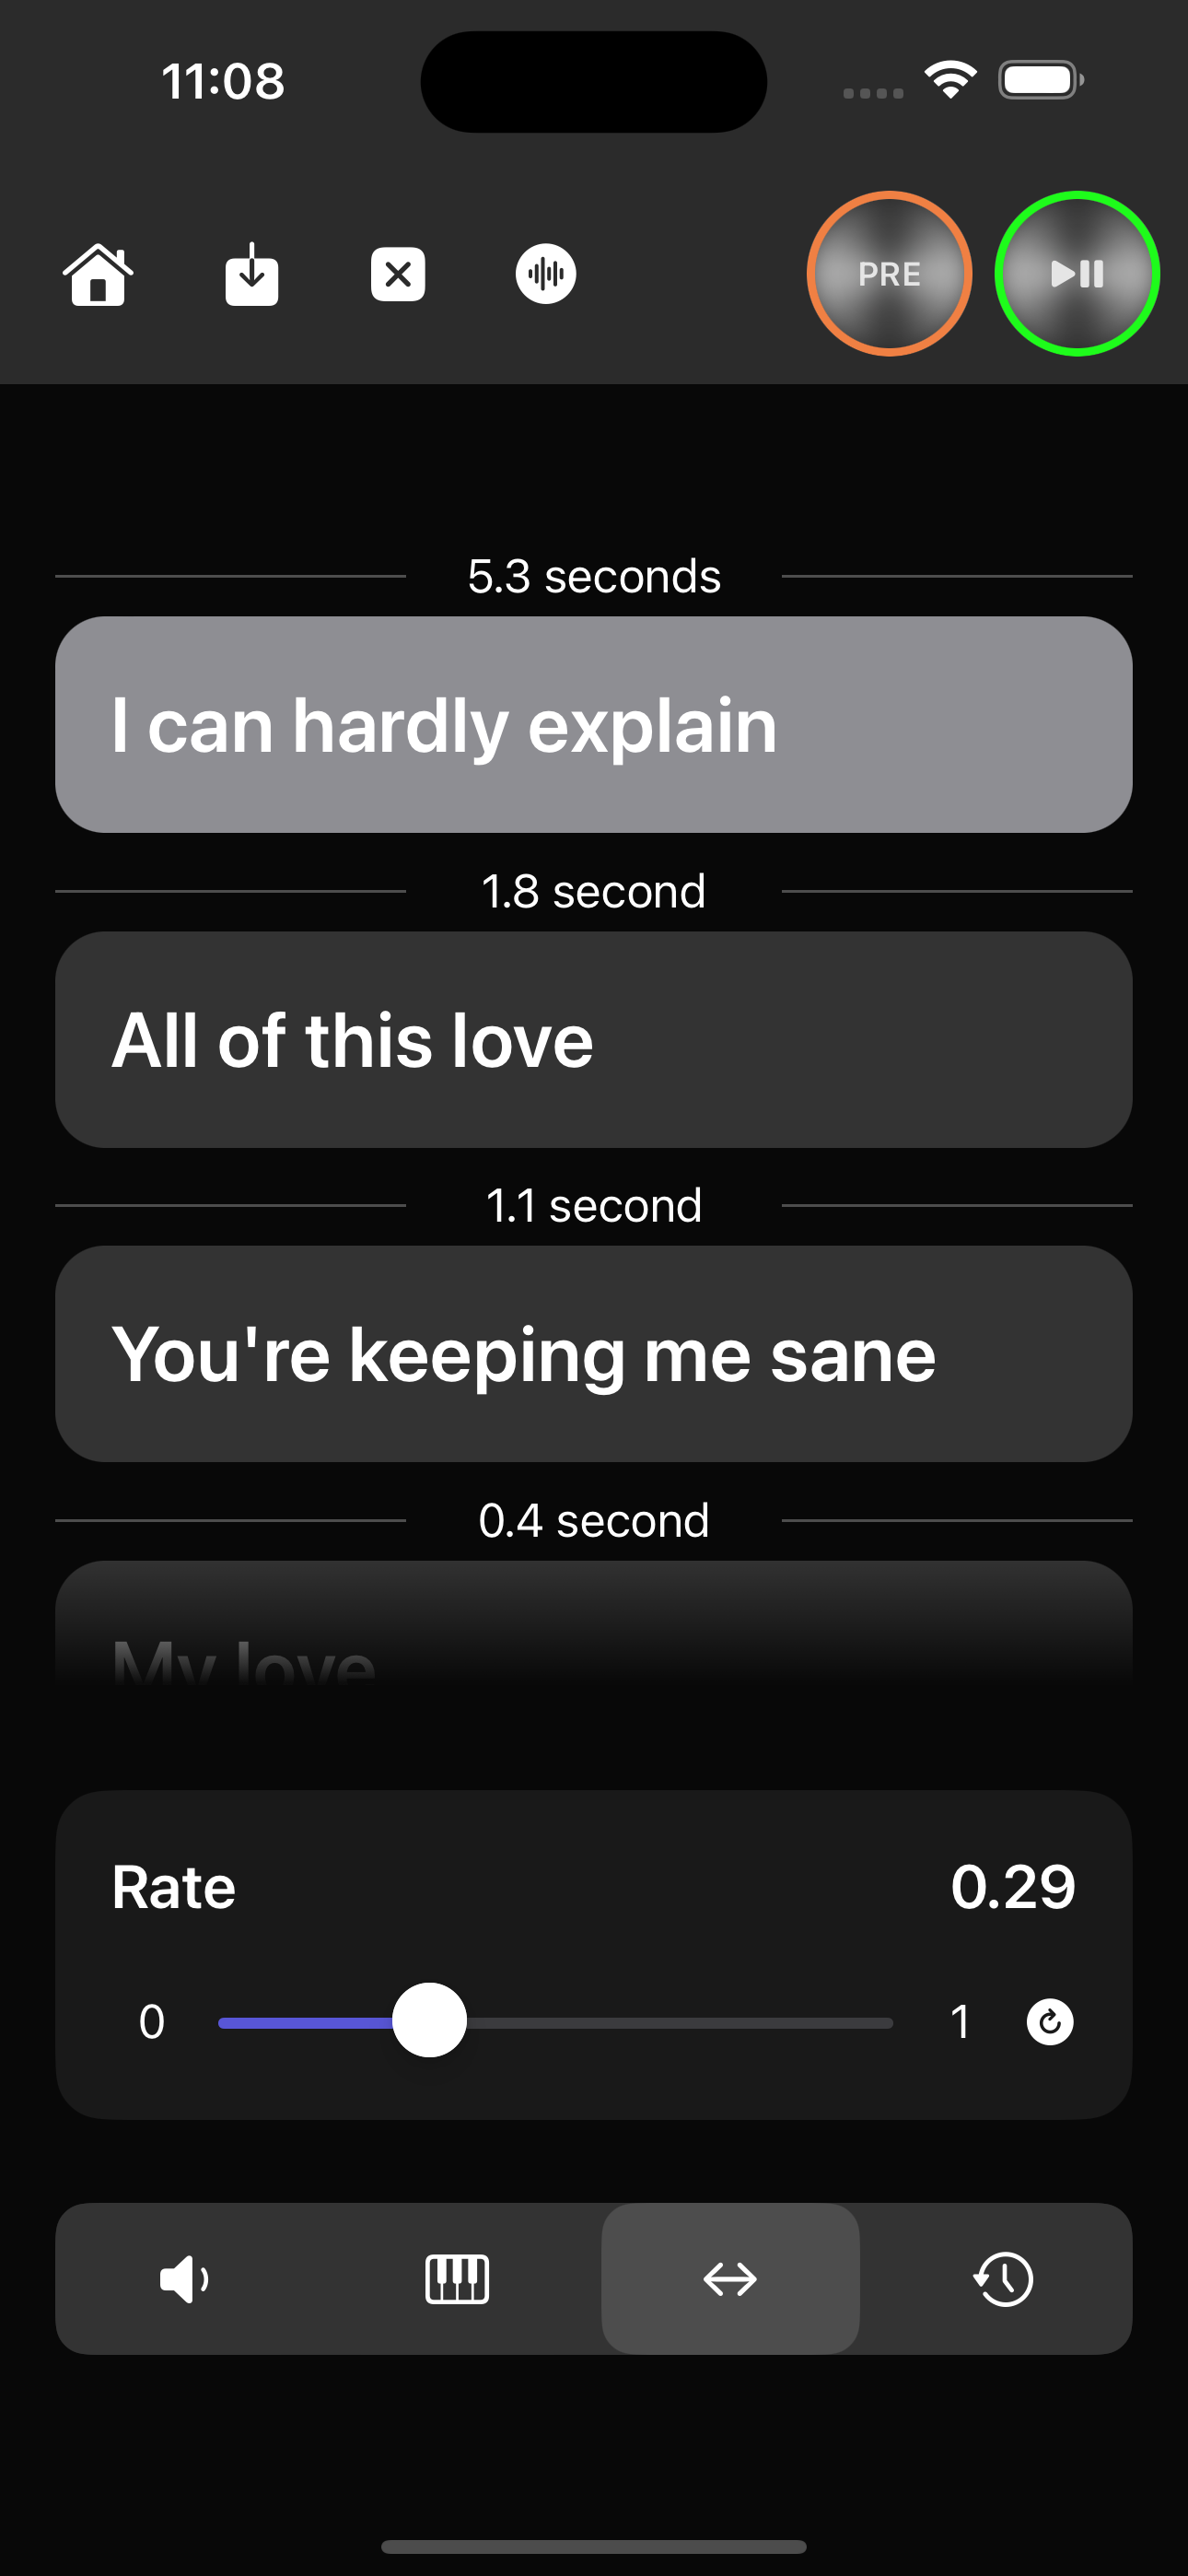 11:08
PRE
5.3 seconds
I can hardly explain
1.8 second
All of this love
1.1 second
You're keeping me sane
0.4 second
My love
Rate
0.29
0
1